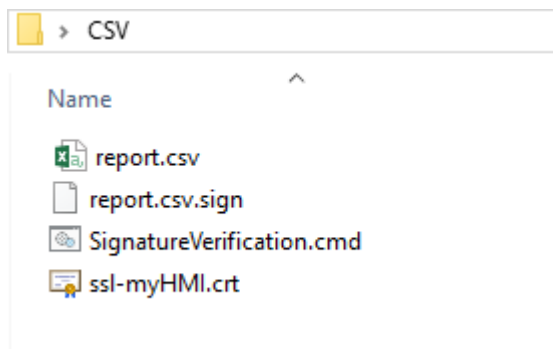 > CSV
Name
report.csv
report.csv.sign
SignatureVerification.cmd
ssl-myHMI.crt